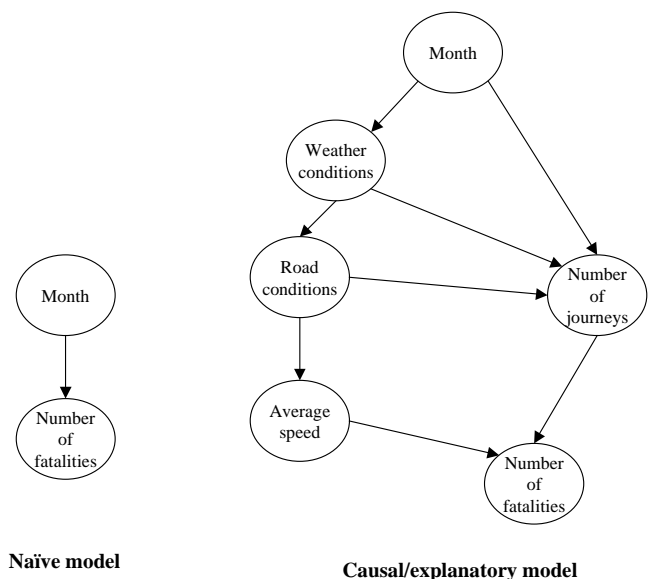 Month
Number
of
fatalities
Naïve model
Month
Weather
conditions
Road
conditions
Number
of
journeys
Average
speed
Number
of
fatalities
Causal/explanatory model